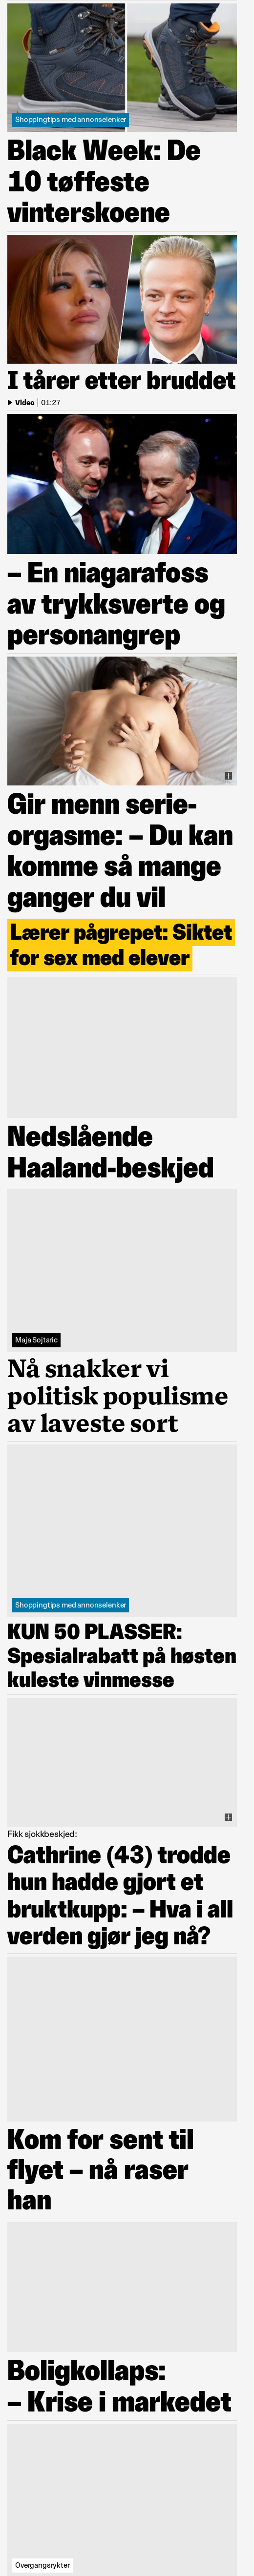 Shoppingtips med annonselenker
Black Week: De
10 tøffeste
vinterskoene
I tårer etter bruddet
Video | 01:27
– En niagarafoss
av trykksverte og
personangrep
Gir menn serie-
orgasme: – Du kan
komme så mange
ganger du vil
Lærer pågrepet: Siktet
for sex med elever
Nedslående
Haaland-beskjed
Maja Sojtaric
Nå snakker vi
politisk populisme
av laveste sort
Shoppingtips med annonselenker
KUN 50 PLASSER:
Spesialrabatt på høsten
kuleste vinmesse
Fikk sjokkbeskjed:
Cathrine (43) trodde
hun hadde gjort et
bruktkupp: – Hva i all
verden gjør jeg nå?
Kom for sent til
flyet – nå raser
han
Boligkollaps:
– Krise i markedet
Overgangsrykter